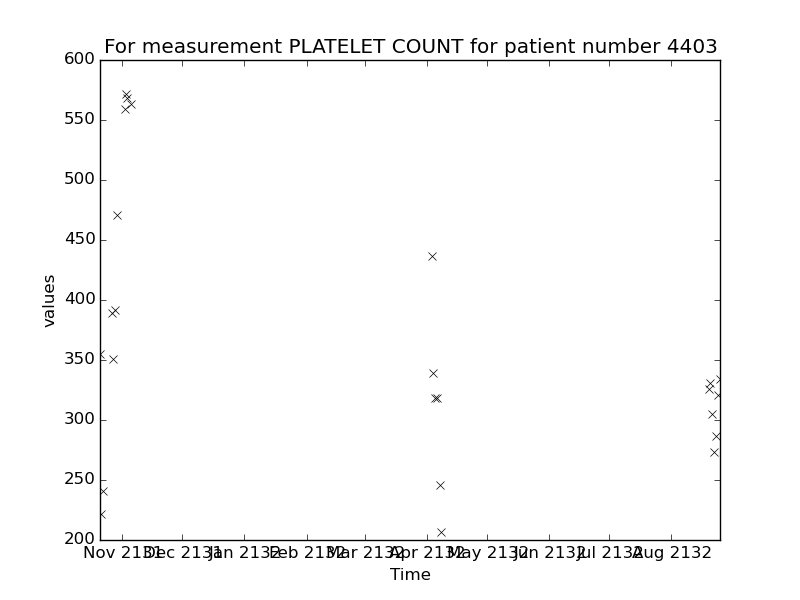 For measurement PLATELET COUNT for patient number 4403
600
550
500
450
400
350
300
250
200
values
Nov 2131 Dec 2131 Jan 2132 Feb 2132 Mar 2132 Apr 2132 May 2132 Jun 2132 Jul 2132 Aug 2132
Time